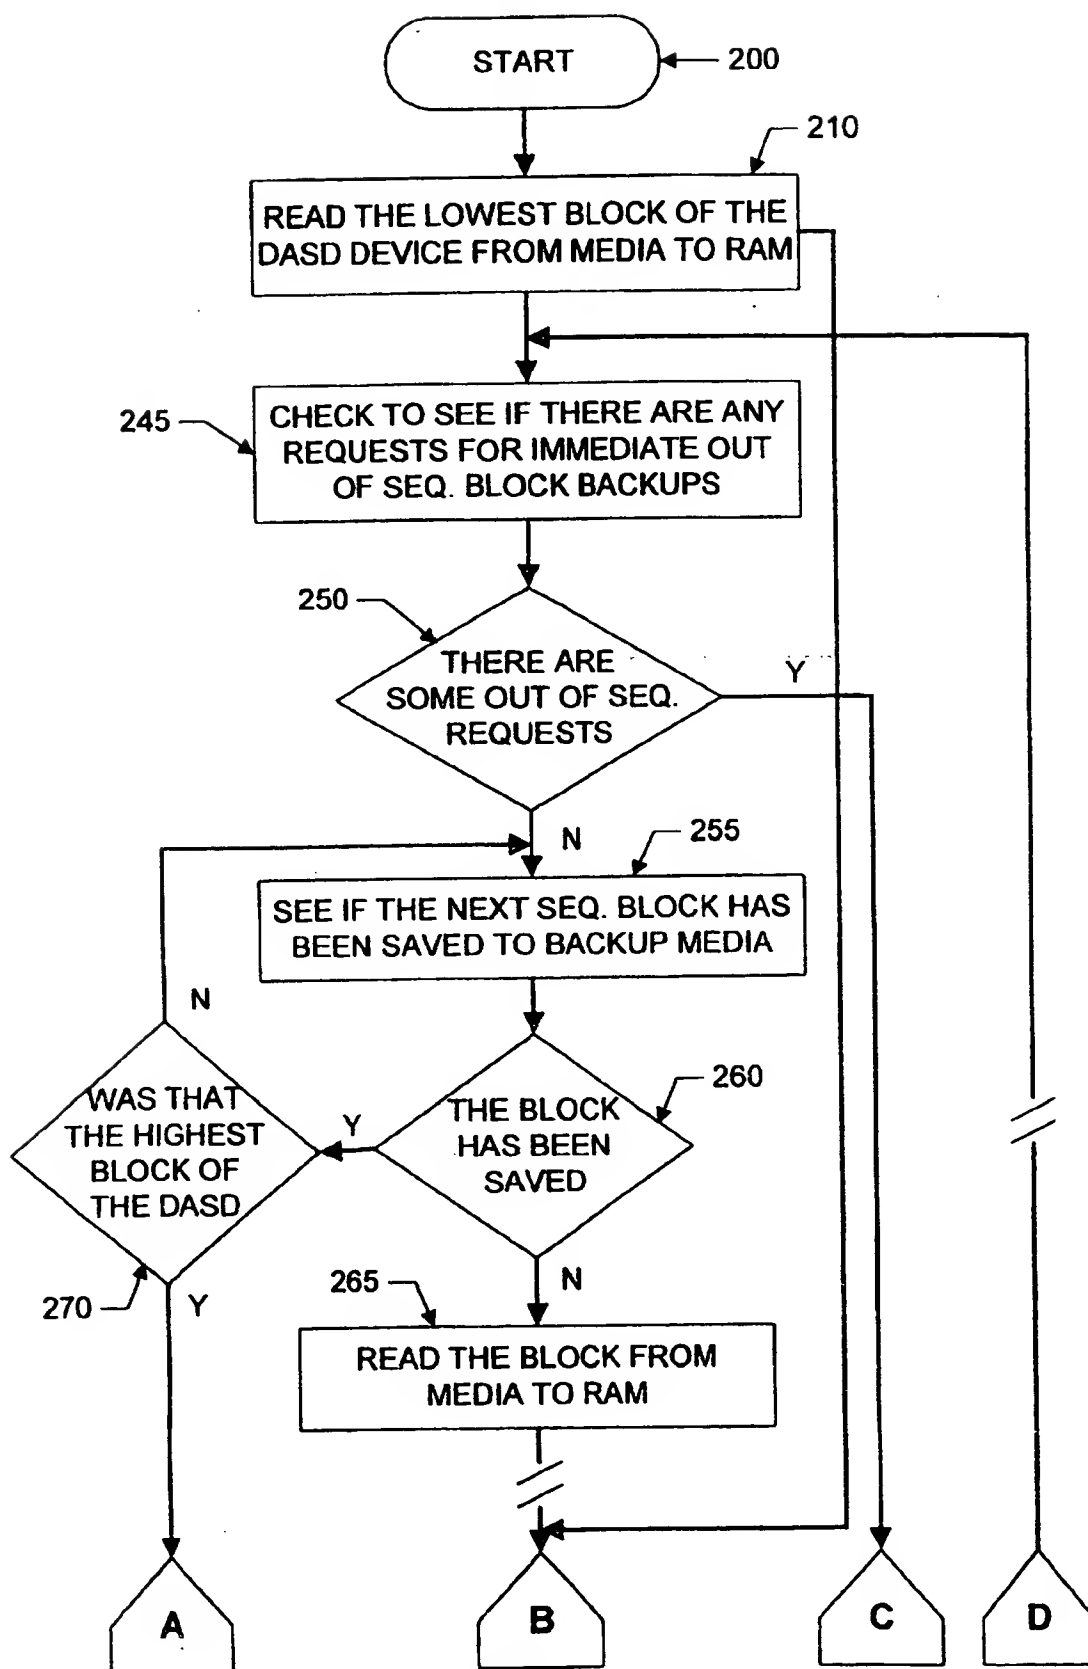 START
200
210
READ THE LOWEST BLOCK OF THE
DASD DEVICE FROM MEDIA TO RAM
245
CHECK TO SEE IF THERE ARE ANY
REQUESTS FOR IMMEDIATE OUT
OF SEQ. BLOCK BACKUPS
250
THERE ARE
SOME OUT OF SEQ.
REQUESTS
Y
N
255
SEE IF THE NEXT SEQ. BLOCK HAS
BEEN SAVED TO BACKUP MEDIA
N
260
WAS THAT
THE HIGHEST
BLOCK OF
THE DASD
Y
THE BLOCK
HAS BEEN
SAVED
270
Y
N
265
READ THE BLOCK FROM
MEDIA TO RAM
A
B
C
D